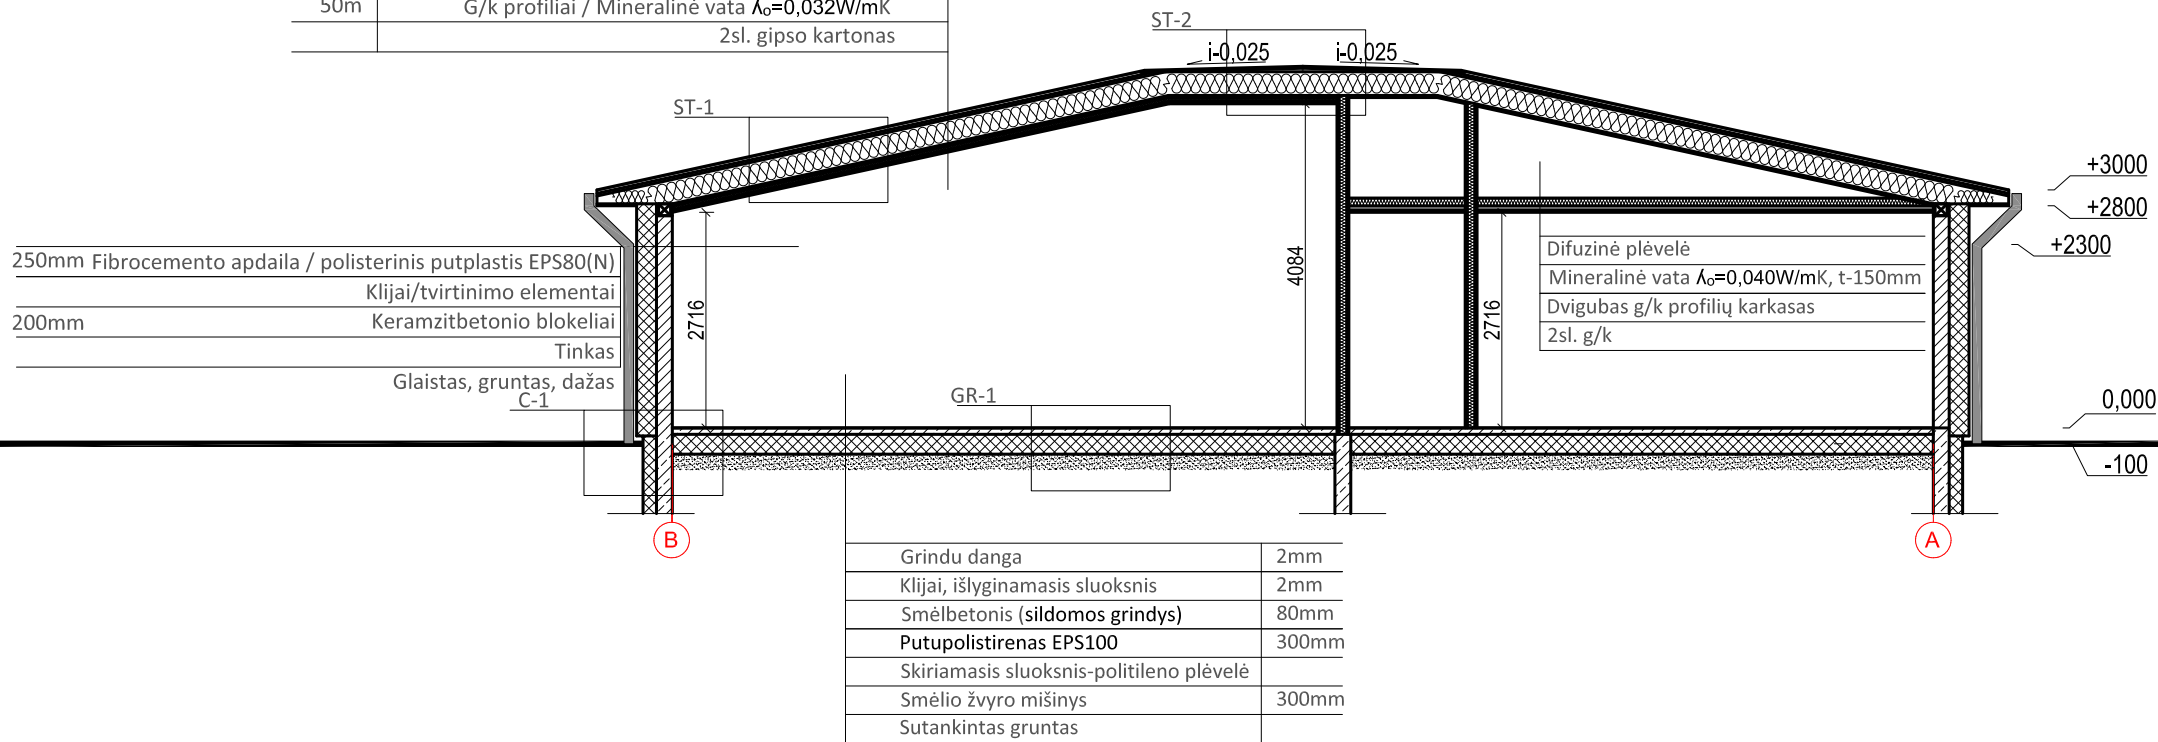 50m G/k profiliai / Mineralinė vata λₒ=0,032W/mK
2sl. gipso kartonas
ST-2
i-0,025 i-0,025
ST-1
+3000
+2800
+2300
250mm Fibrocemento apdaila / polisterinis putplastis EPS80(N)
Klijai/tvirtinimo elementai
200mm Keramzitbetonio blokeliai
Tinkas
Glaistas, gruntas, dažas
C-1
2716
4084
2716
Difuzinė plėvelė
Mineralinė vata λₒ=0,040W/mK, t-150mm
Dvigubas g/k profilių karkasas
2sl. g/k
GR-1
0,000
-100
B
A
Grindu danga 2mm
Klijai, išlyginamasis sluoksnis 2mm
Smėlbetonis (sildomos grindys) 80mm
Putupolistirenas EPS100 300mm
Skiriamasis sluoksnis-politileno plėvelė
Smėlio žvyro mišinys 300mm
Sutankintas gruntas